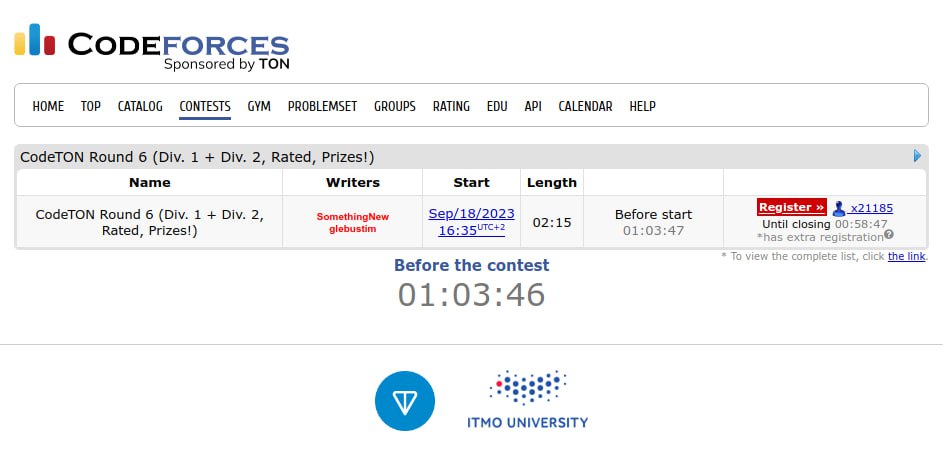 CODEFORCES
Sponsored by TON
HOME TOP CATALOG CONTESTS GYM PROBLEMSET GROUPS RATING EDU API CALENDAR HELP
CodeTON Round 6 (Div. 1 + Div. 2, Rated, Prizes!)
Name Writers Start Length
CodeTON Round 6 (Div. 1 + Div. 2,
Rated, Prizes!)
SomethingNew
glebustim
Sep/18/2023
16:35 UTC+2
02:15
Before start
01:03:47
Register » x21185
Until closing 00:58:47
*has extra registration?
* To view the complete list, click the link.
Before the contest
01:03:46
ITMO UNIVERSITY